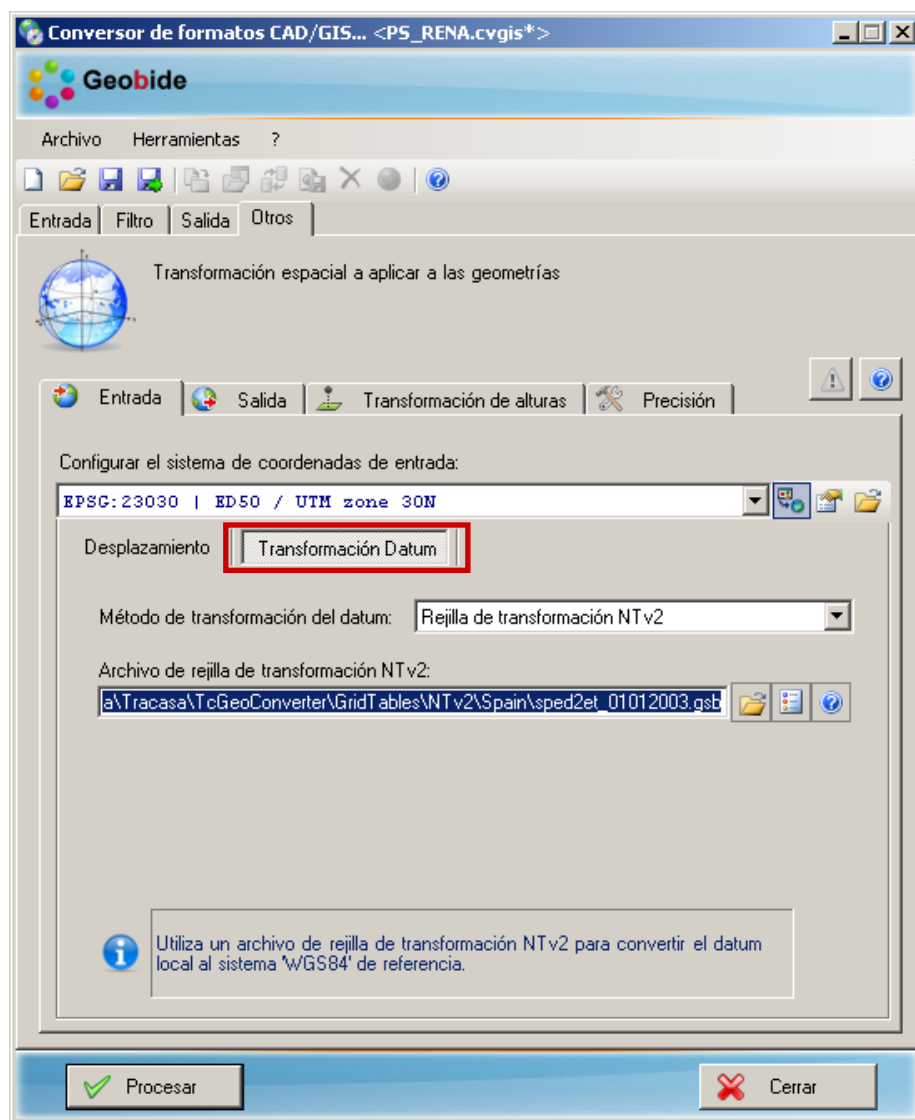 Conversor de formatos CAD/GIS... <PS_RENA.cvgis*>
Geobide
Archivo Herramientas ?
Entrada Filtro Salida Otros
Transformación espacial a aplicar a las geometrías
Entrada Salida Transformación de alturas Precisión
Configurar el sistema de coordenadas de entrada:
EPSG:23030 | ED50 / UTM zone 30N
Desplazamiento Transformación Datum
Método de transformación del datum: Rejilla de transformación NTv2
Archivo de rejilla de transformación NTv2:
a\Tracasa\TcGeoConverter\GridTables\NTv2\Spain\sped2et_01012003.gsb
Utiliza un archivo de rejilla de transformación NTv2 para convertir el datum
local al sistema 'WGS84' de referencia.
Procesar Cerrar